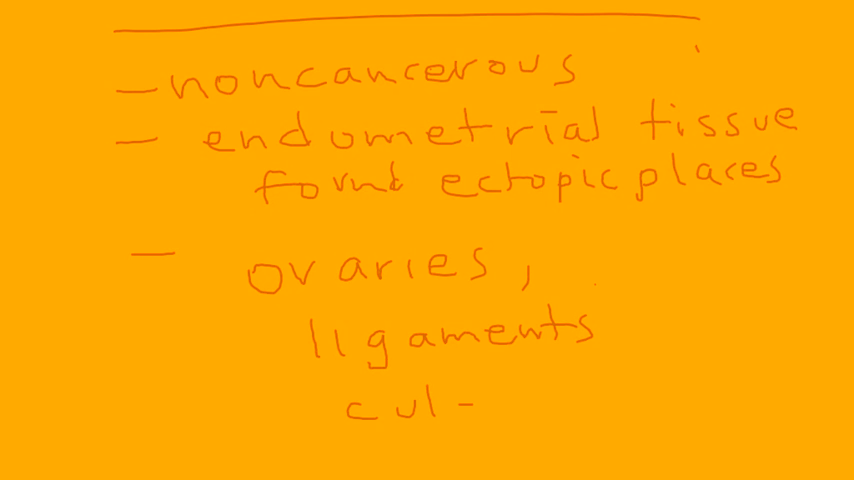 - noncancerous
- endometrial tissue
found ectopic places
- ovaries,
ligaments
cul-